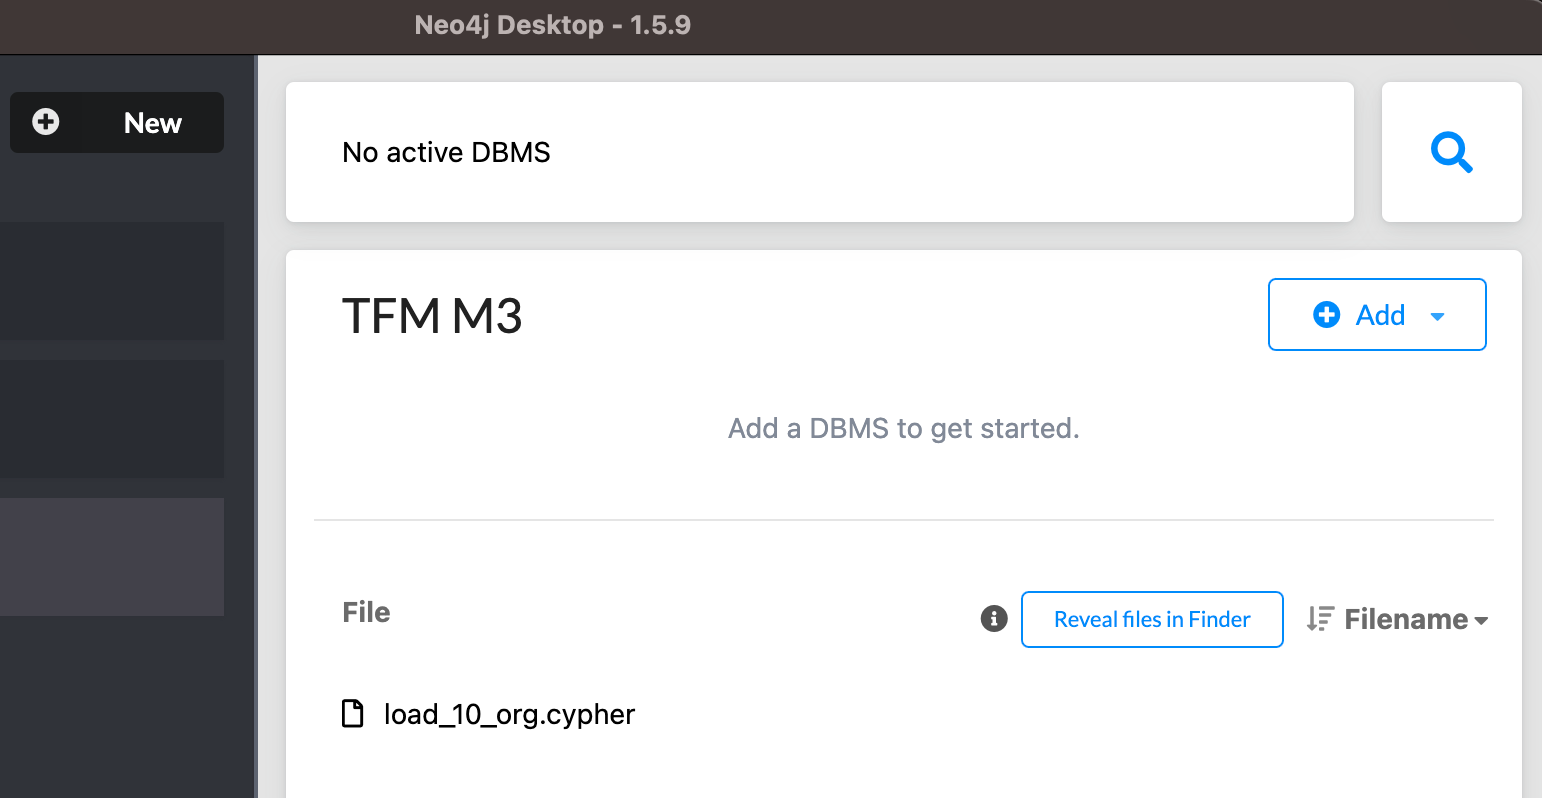 Neo4j Desktop - 1.5.9
New
No active DBMS
TFM M3
Add
Add a DBMS to get started.
File
Reveal files in Finder
Filename
load_10_org.cypher